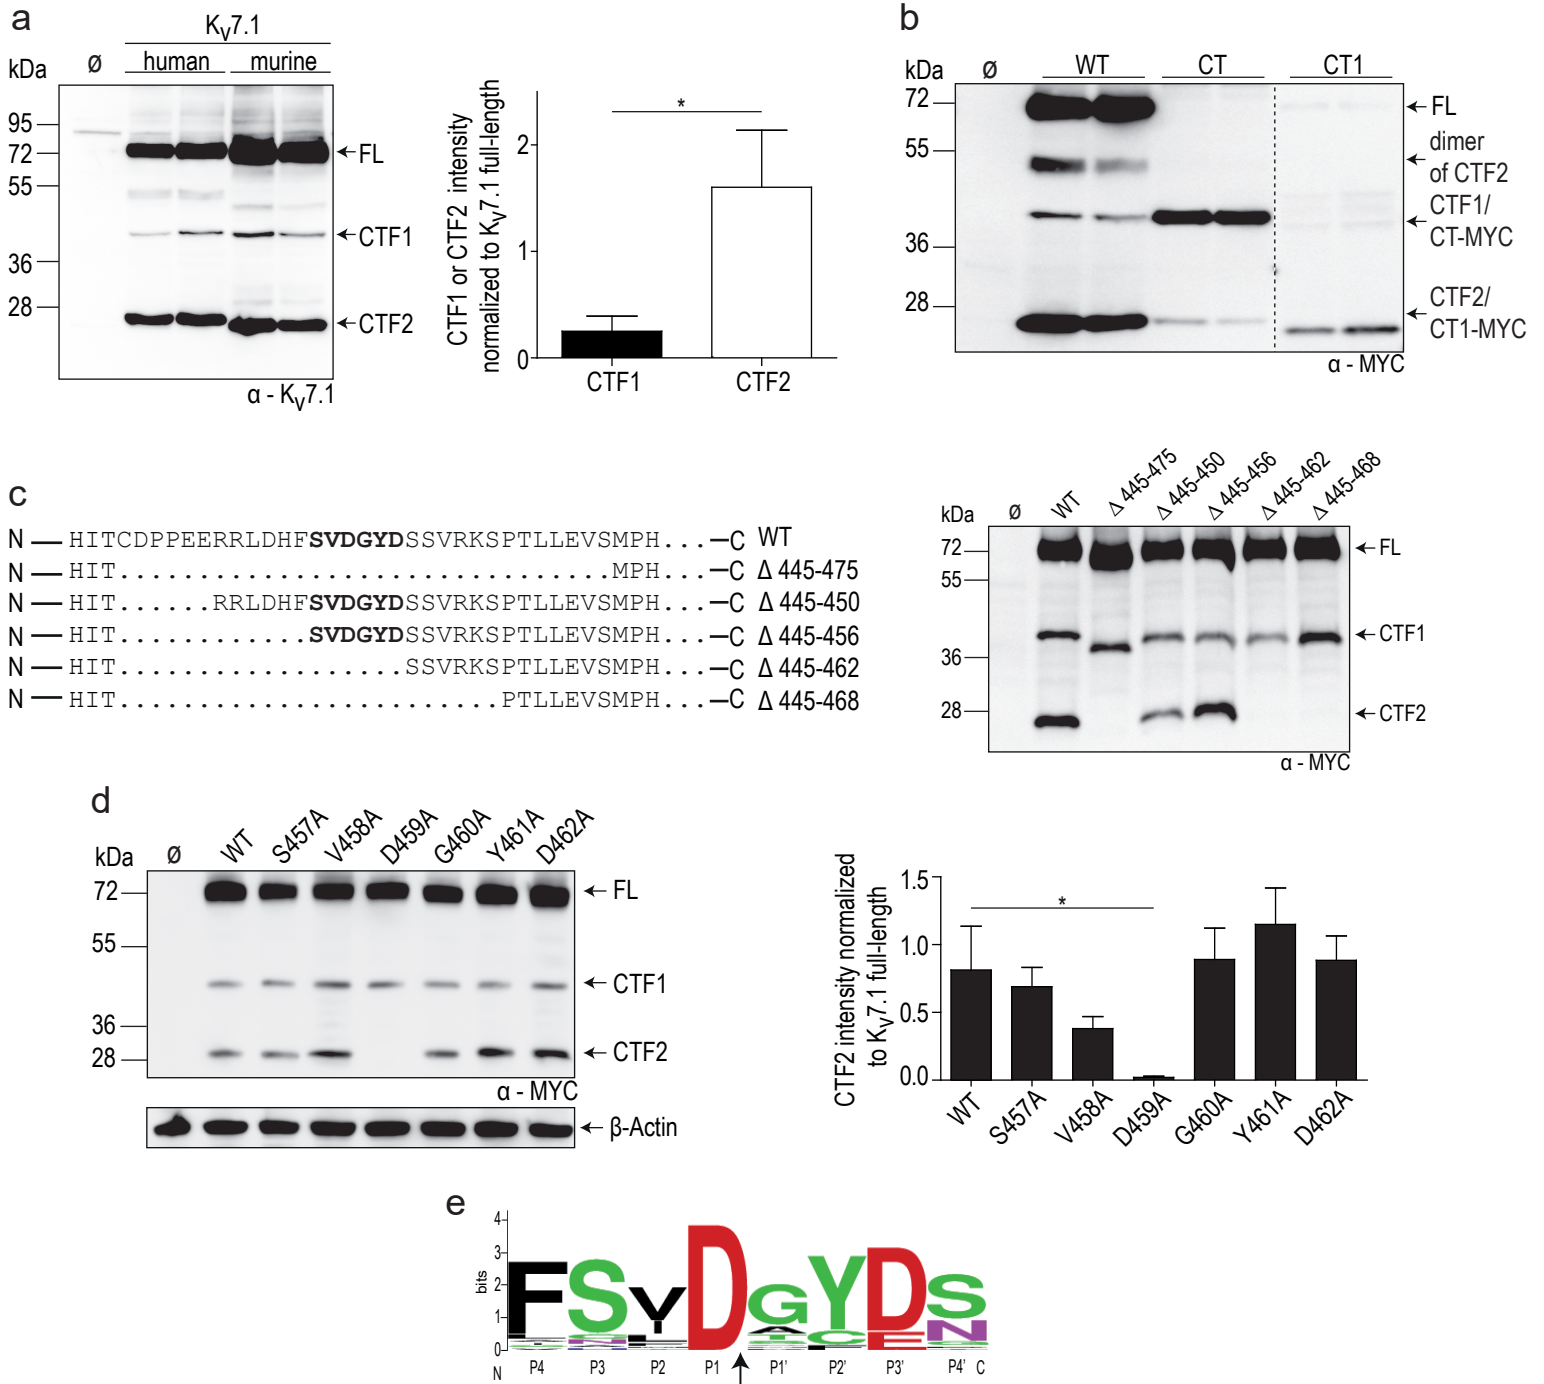 a
K_V7.1
kDa ø human murine
95
72
55
36
28
FL
CTF1
CTF2
α - K_V7.1
CTF1 or CTF2 intensity
normalized to K_V7.1 full-length
2
1
0
*
CTF1 CTF2
b
kDa ø WT CT CT1
72
55
36
28
FL
dimer
of CTF2
CTF1/
CT-MYC
CTF2/
CT1-MYC
α - MYC
c
N HITCDPPEERRLDHFSVDGYDSSVRKSPTLLEVSMPH... C WT
N HIT...............................MPH... C Δ 445-475
N HIT......RRLDHFSVDGYDSSVRKSPTLLEVSMPH... C Δ 445-450
N HIT............SVDGYDSSVRKSPTLLEVSMPH... C Δ 445-456
N HIT..................SSVRKSPTLLEVSMPH... C Δ 445-462
N HIT........................PTLLEVSMPH... C Δ 445-468
kDa ø WT Δ 445-475 Δ 445-450 Δ 445-456 Δ 445-462 Δ 445-468
72
55
36
28
FL
CTF1
CTF2
α - MYC
d
kDa ø WT S457A V458A D459A G460A Y461A D462A
72
55
36
28
FL
CTF1
CTF2
α - MYC
β-Actin
CTF2 intensity normalized
to K_V7.1 full-length
1.5
1.0
0.5
0.0
*
WT S457A V458A D459A G460A Y461A D462A
e
bits
4
3
2
1
0
FSVDGYDS
N P4 P3 P2 P1 P1' P2' P3' P4' C